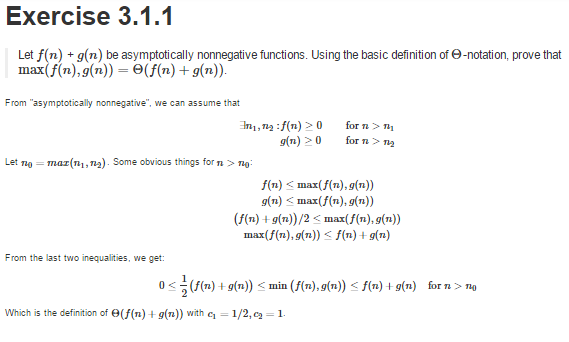 Exercise 3.1.1
Let f(n) + g(n) be asymptotically nonnegative functions. Using the basic definition of Θ-notation, prove that
max(f(n), g(n)) = Θ(f(n) + g(n)).
From "asymptotically nonnegative", we can assume that
∃n₁, n₂ : f(n) ≥ 0 for n > n₁
g(n) ≥ 0 for n > n₂
Let n₀ = max(n₁, n₂). Some obvious things for n > n₀:
f(n) ≤ max(f(n), g(n))
g(n) ≤ max(f(n), g(n))
(f(n) + g(n))/2 ≤ max(f(n), g(n))
max(f(n), g(n)) ≤ f(n) + g(n)
From the last two inequalities, we get:
0 ≤ 1/2 (f(n) + g(n)) ≤ min (f(n), g(n)) ≤ f(n) + g(n) for n > n₀
Which is the definition of Θ(f(n) + g(n)) with c₁ = 1/2, c₂ = 1.